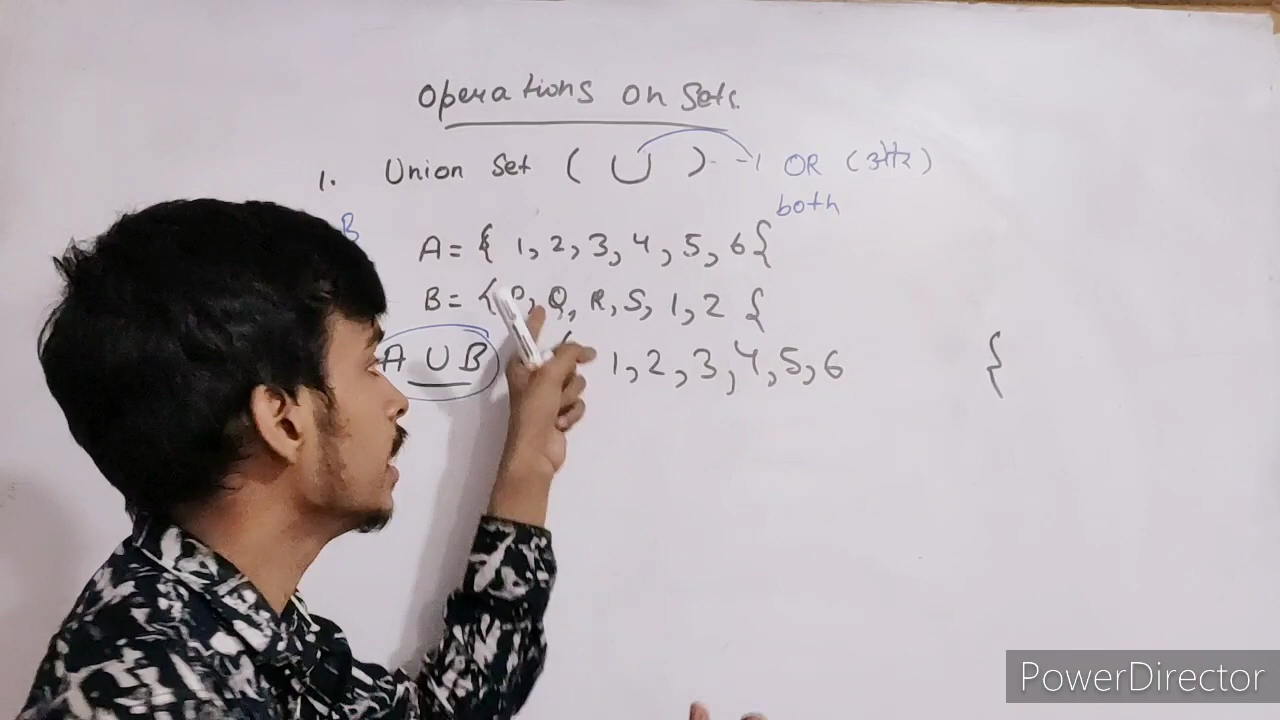 Operations on Sets.
1. Union Set ( ∪ ) - - 1 OR (और)
both
B
A = { 1, 2, 3, 4, 5, 6 {
B = { P, Q, R, S, 1, 2 {
A ∪ B { 1, 2, 3, 4, 5, 6 {
PowerDirector